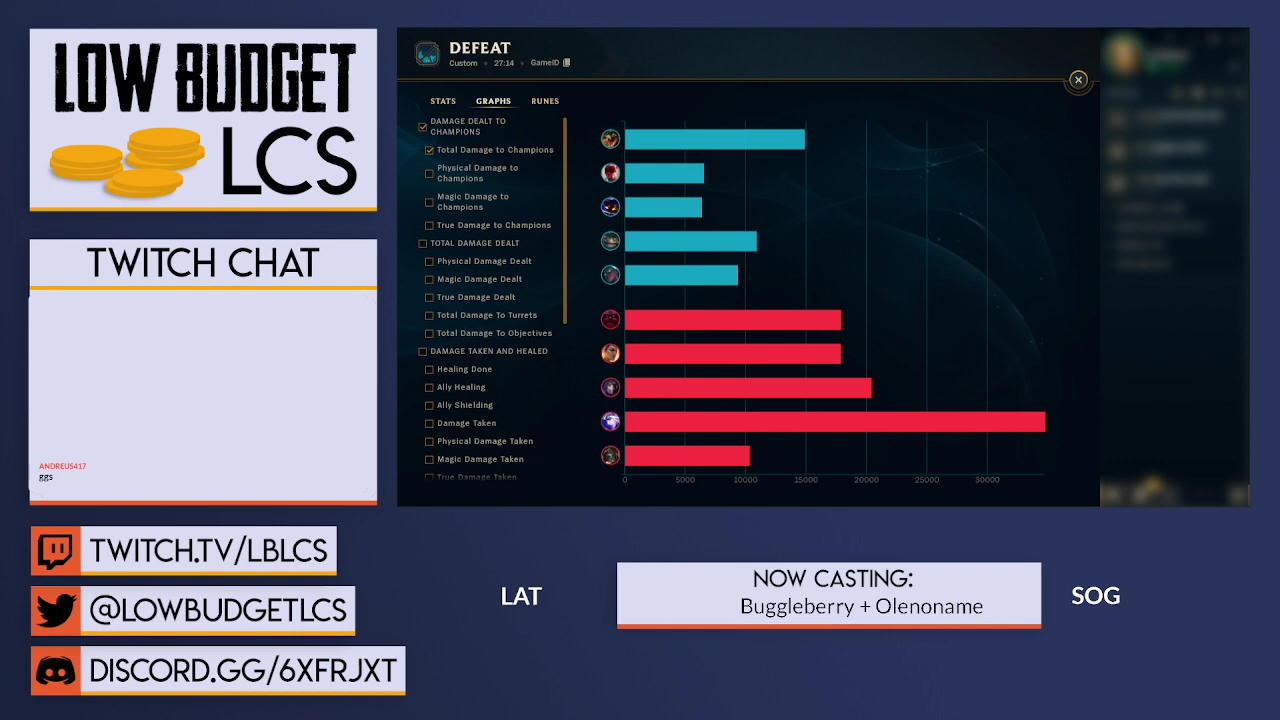 LOW BUDGET
LCS
TWITCH CHAT
ANDREUS417
ggs
TWITCH.TV/LBLCS
@LOWBUDGETLCS
DISCORD.GG/6XFRJXT
DEFEAT
Custom • 27:14 • GameID
STATS GRAPHS RUNES
DAMAGE DEALT TO
CHAMPIONS
Total Damage to Champions
Physical Damage to
Champions
Magic Damage to
Champions
True Damage to Champions
TOTAL DAMAGE DEALT
Physical Damage Dealt
Magic Damage Dealt
True Damage Dealt
Total Damage To Turrets
Total Damage To Objectives
DAMAGE TAKEN AND HEALED
Healing Done
Ally Healing
Ally Shielding
Damage Taken
Physical Damage Taken
Magic Damage Taken
True Damage Taken
0 5000 10000 15000 20000 25000 30000
LAT
NOW CASTING:
Buggleberry + Olenoname
SOG